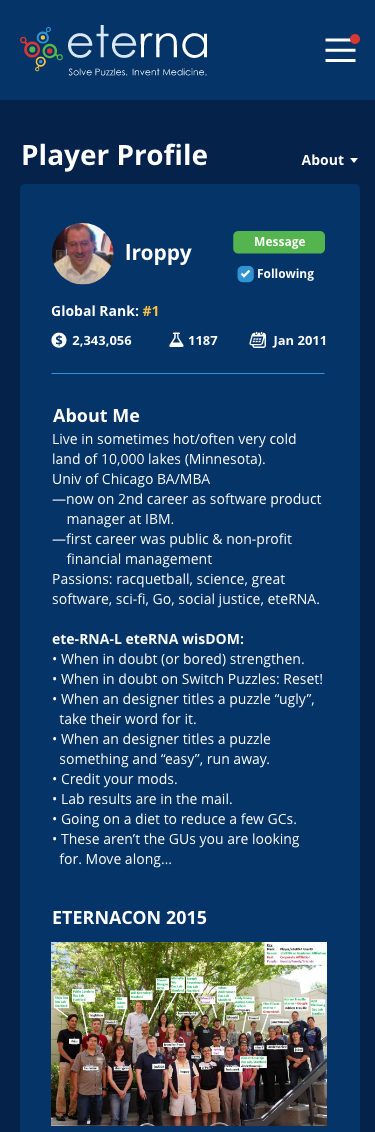 eterna
Solve Puzzles. Invent Medicine.
Player Profile
About
Message
Following
Global Rank: #1
2,343,056
1187
Jan 2011
About Me
Live in sometimes hot/often very cold
land of 10,000 lakes (Minnesota).
Univ of Chicago BA/MBA
—now on 2nd career as software product
manager at IBM.
—first career was public & non-profit
financial management
Passions: racquetball, science, great
software, sci-fi, Go, social justice, eteRNA.
ete-RNA-L eteRNA wisDOM:
• When in doubt (or bored) strengthen.
• When in doubt on Switch Puzzles: Reset!
• When an designer titles a puzzle “ugly”,
take their word for it.
• When an designer titles a puzzle
something and “easy”, run away.
• Credit your mods.
• Lab results are in the mail.
• Going on a diet to reduce a few GCs.
• These aren’t the GUs you are looking
for. Move along...
ETERNACON 2015